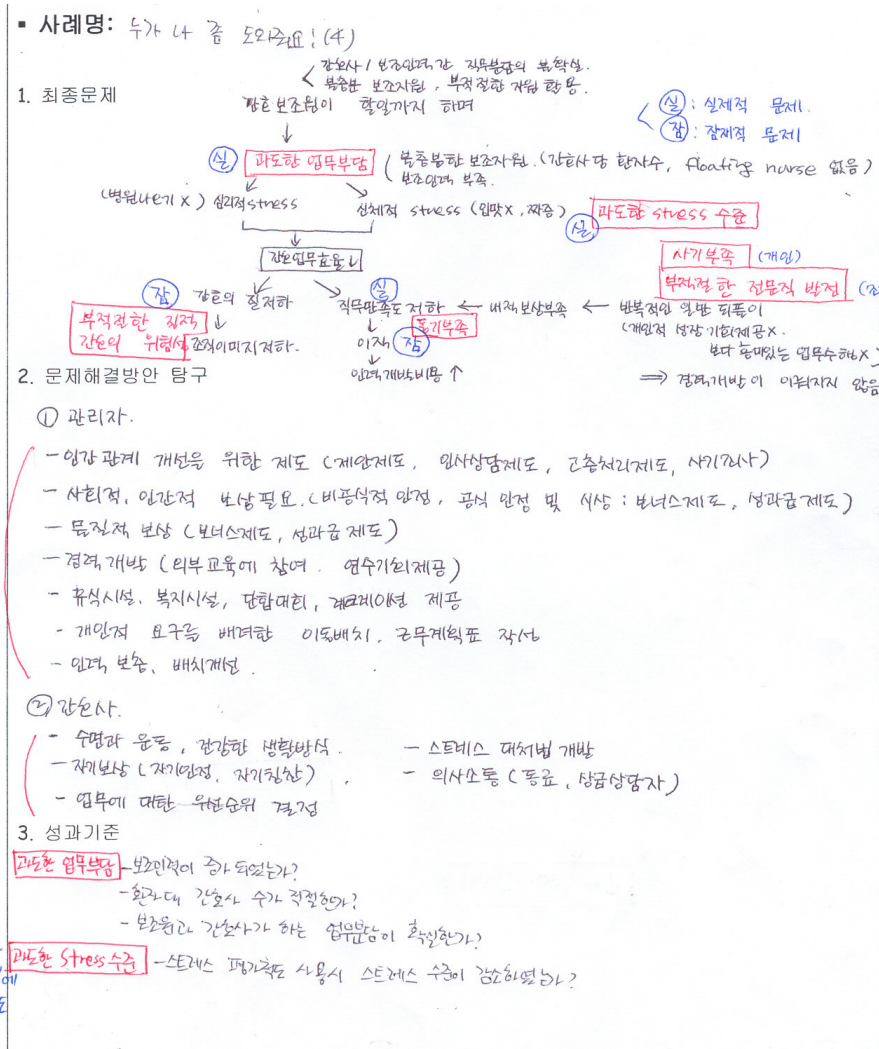 ▪ 사례명: 누가 나 좀 도와주세요! (4)
간호사 / 보조인력간 직무분담의 불확실.
불충분 보조자원, 부적절한 자원 활용.
1. 최종문제
간호 보조원이 할일까지 하며
실 : 실제적 문제.
잠 : 잠재적 문제
실 과도한 업무부담 불충분한 보조자원. (간호사당 환자수, floating nurse 없음)
보조인력 부족.
(병원나오기 X) 심리적 stress
신체적 stress (입맛X, 짜증)
실 과도한 stress 수준
간호업무효율↓
사기부족 (개인)
부적절한 전문직 발전
잠 간호의 질저하
실 직무만족도 저하 ← 내적보상부족 ← 반복적인 일만 되풀이
부적절한 질적 간호의 위험성
동기부족
(개인적 성장기회제공X.
조직이미지저하.
이직 잠
보다 흥미있는 업무수행X)
인력개발비용 ↑
⇒ 경력개발이 이뤄지지 않음
2. 문제해결방안 탐구
① 관리자.
- 인간관계 개선을 위한 제도 (제안제도, 인사상담제도, 고충처리제도, 사기조사)
- 사회적, 인간적 보상필요. (비공식적 인정, 공식 인정 및 시상 : 보너스제도, 성과급제도)
- 물질적 보상 (보너스제도, 성과급제도)
- 경력개발 (외부교육에 참여. 연수기회제공)
- 휴식시설. 복지시설, 단합대회, 레크레이션 제공
- 개인적 요구를 배려한 이동배치, 근무계획표 작성
- 인력 보충, 배치개선.
② 간호사.
- 수면과 운동, 건강한 생활방식.
- 자기보상 (자기인정, 자기칭찬)
- 업무에 대한 우선순위 결정
- 스트레스 대처법 개발
- 의사소통 (동료, 상급상담자)
3. 성과기준
과도한 업무부담 - 보조인력이 증가 되었는가?
- 환자대 간호사 수가 적절한가?
- 보조원과 간호사가 하는 업무분담이 확실한가?
과도한 stress 수준 - 스트레스 평가척도 사용시 스트레스 수준이 감소하였는가?
에
도